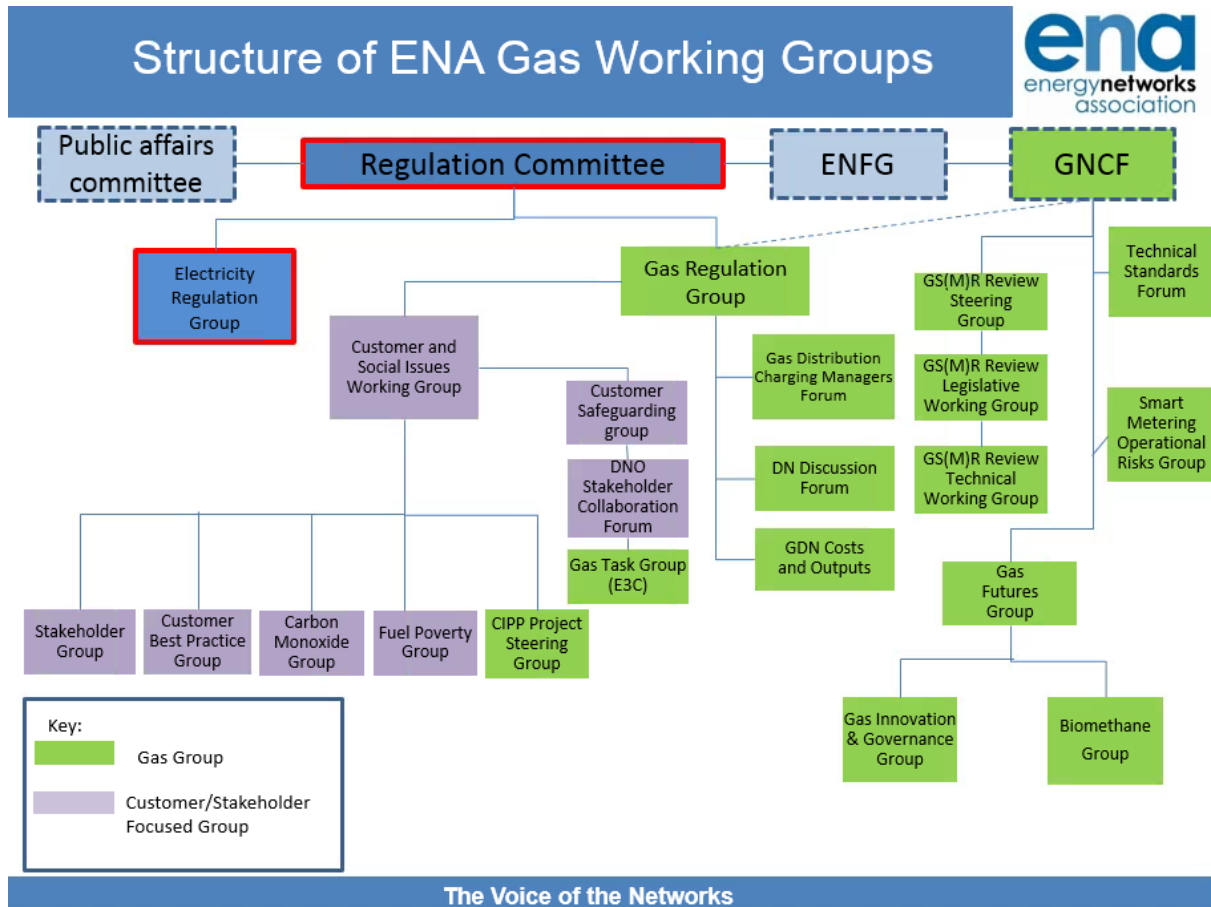 Structure of ENA Gas Working Groups
ena
energynetworks
association
Public affairs
committee
Regulation Committee
ENFG
GNCF
Electricity
Regulation
Group
Gas Regulation
Group
GS(M)R Review
Steering
Group
Technical
Standards
Forum
Customer and
Social Issues
Working Group
Gas Distribution
Charging Managers
Forum
GS(M)R Review
Legislative
Working Group
Customer
Safeguarding
group
Smart
Metering
Operational
Risks Group
DNO
Stakeholder
Collaboration
Forum
DN Discussion
Forum
GS(M)R Review
Technical
Working Group
Gas Task Group
(E3C)
GDN Costs
and Outputs
Gas
Futures
Group
Stakeholder
Group
Customer
Best Practice
Group
Carbon
Monoxide
Group
Fuel Poverty
Group
CIPP Project
Steering
Group
Gas Innovation
& Governance
Group
Biomethane
Group
Key:
Gas Group
Customer/Stakeholder
Focused Group
The Voice of the Networks